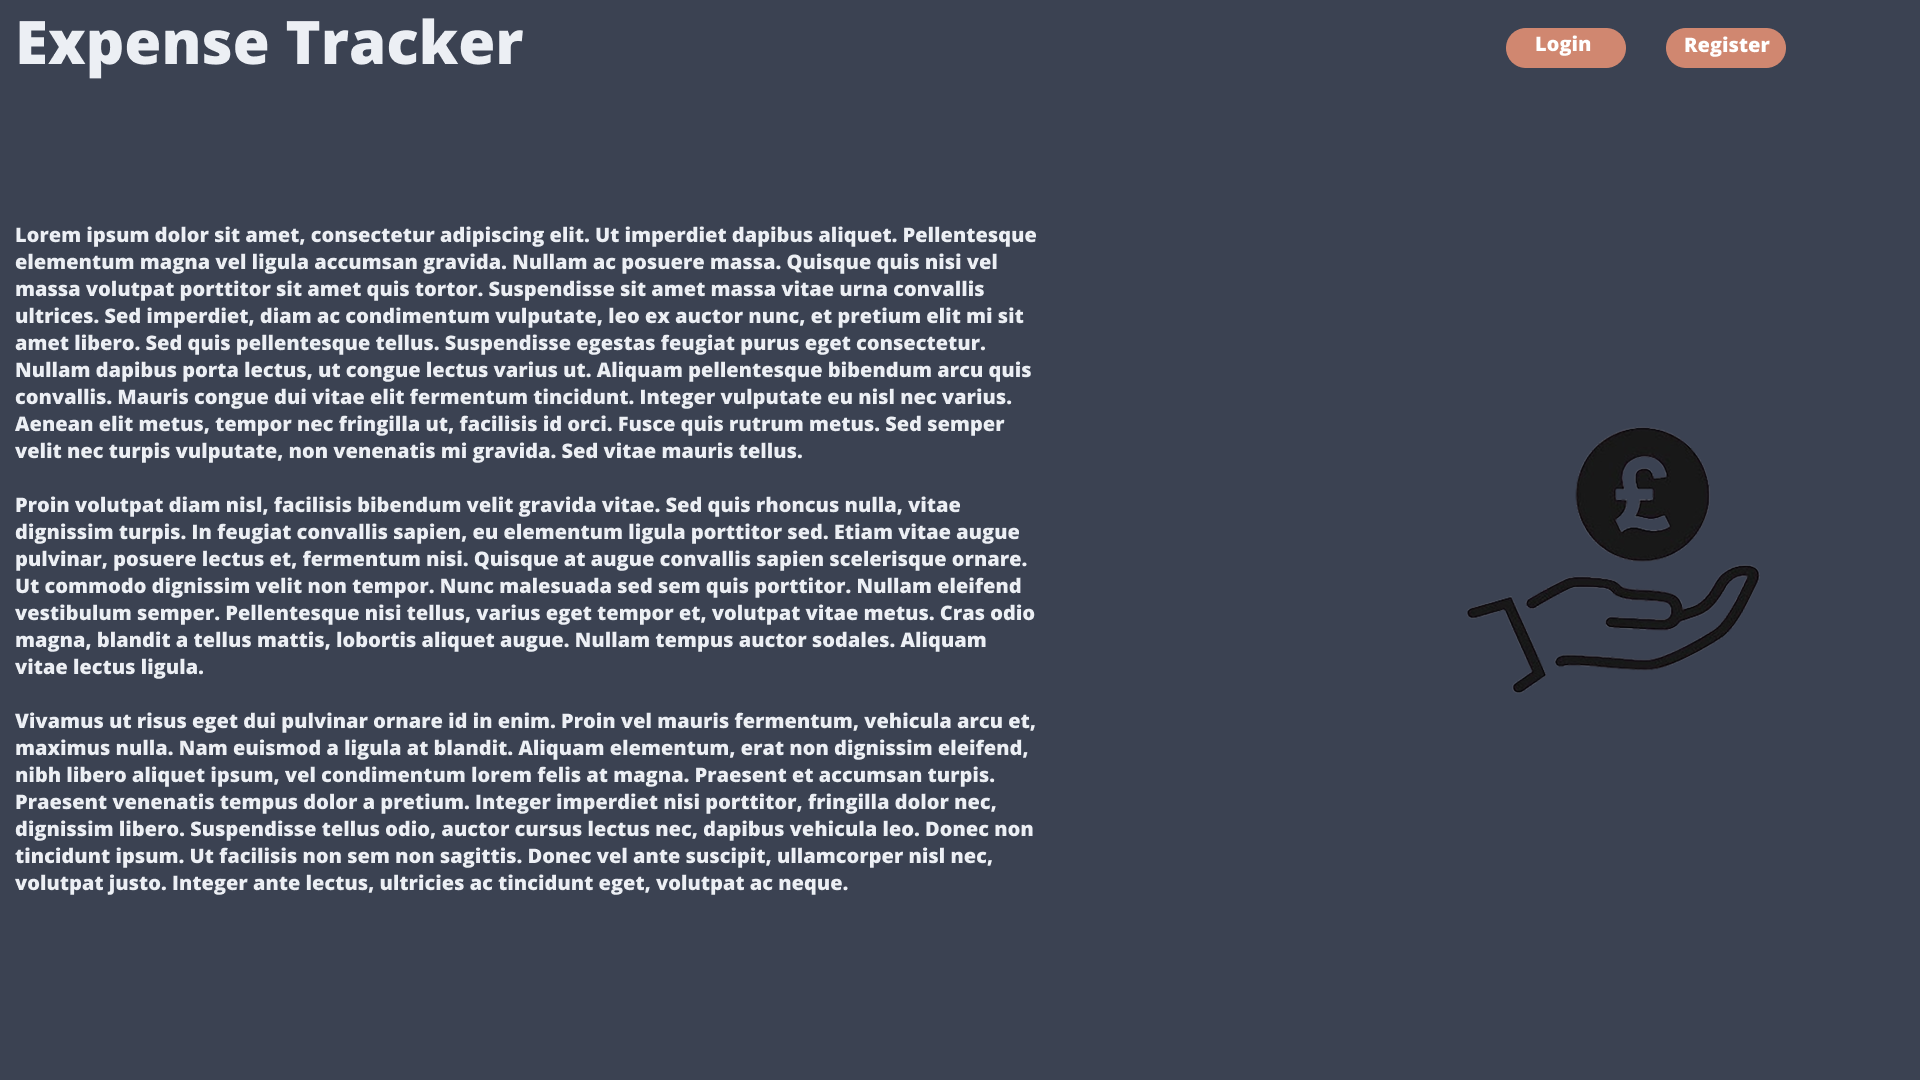 Expense Tracker
Login
Register
Lorem ipsum dolor sit amet, consectetur adipiscing elit. Ut imperdiet dapibus aliquet. Pellentesque
elementum magna vel ligula accumsan gravida. Nullam ac posuere massa. Quisque quis nisi vel
massa volutpat porttitor sit amet quis tortor. Suspendisse sit amet massa vitae urna convallis
ultrices. Sed imperdiet, diam ac condimentum vulputate, leo ex auctor nunc, et pretium elit mi sit
amet libero. Sed quis pellentesque tellus. Suspendisse egestas feugiat purus eget consectetur.
Nullam dapibus porta lectus, ut congue lectus varius ut. Aliquam pellentesque bibendum arcu quis
convallis. Mauris congue dui vitae elit fermentum tincidunt. Integer vulputate eu nisl nec varius.
Aenean elit metus, tempor nec fringilla ut, facilisis id orci. Fusce quis rutrum metus. Sed semper
velit nec turpis vulputate, non venenatis mi gravida. Sed vitae mauris tellus.
Proin volutpat diam nisl, facilisis bibendum velit gravida vitae. Sed quis rhoncus nulla, vitae
dignissim turpis. In feugiat convallis sapien, eu elementum ligula porttitor sed. Etiam vitae augue
pulvinar, posuere lectus et, fermentum nisi. Quisque at augue convallis sapien scelerisque ornare.
Ut commodo dignissim velit non tempor. Nunc malesuada sed sem quis porttitor. Nullam eleifend
vestibulum semper. Pellentesque nisi tellus, varius eget tempor et, volutpat vitae metus. Cras odio
magna, blandit a tellus mattis, lobortis aliquet augue. Nullam tempus auctor sodales. Aliquam
vitae lectus ligula.
Vivamus ut risus eget dui pulvinar ornare id in enim. Proin vel mauris fermentum, vehicula arcu et,
maximus nulla. Nam euismod a ligula at blandit. Aliquam elementum, erat non dignissim eleifend,
nibh libero aliquet ipsum, vel condimentum lorem felis at magna. Praesent et accumsan turpis.
Praesent venenatis tempus dolor a pretium. Integer imperdiet nisi porttitor, fringilla dolor nec,
dignissim libero. Suspendisse tellus odio, auctor cursus lectus nec, dapibus vehicula leo. Donec non
tincidunt ipsum. Ut facilisis non sem non sagittis. Donec vel ante suscipit, ullamcorper nisl nec,
volutpat justo. Integer ante lectus, ultricies ac tincidunt eget, volutpat ac neque.
£